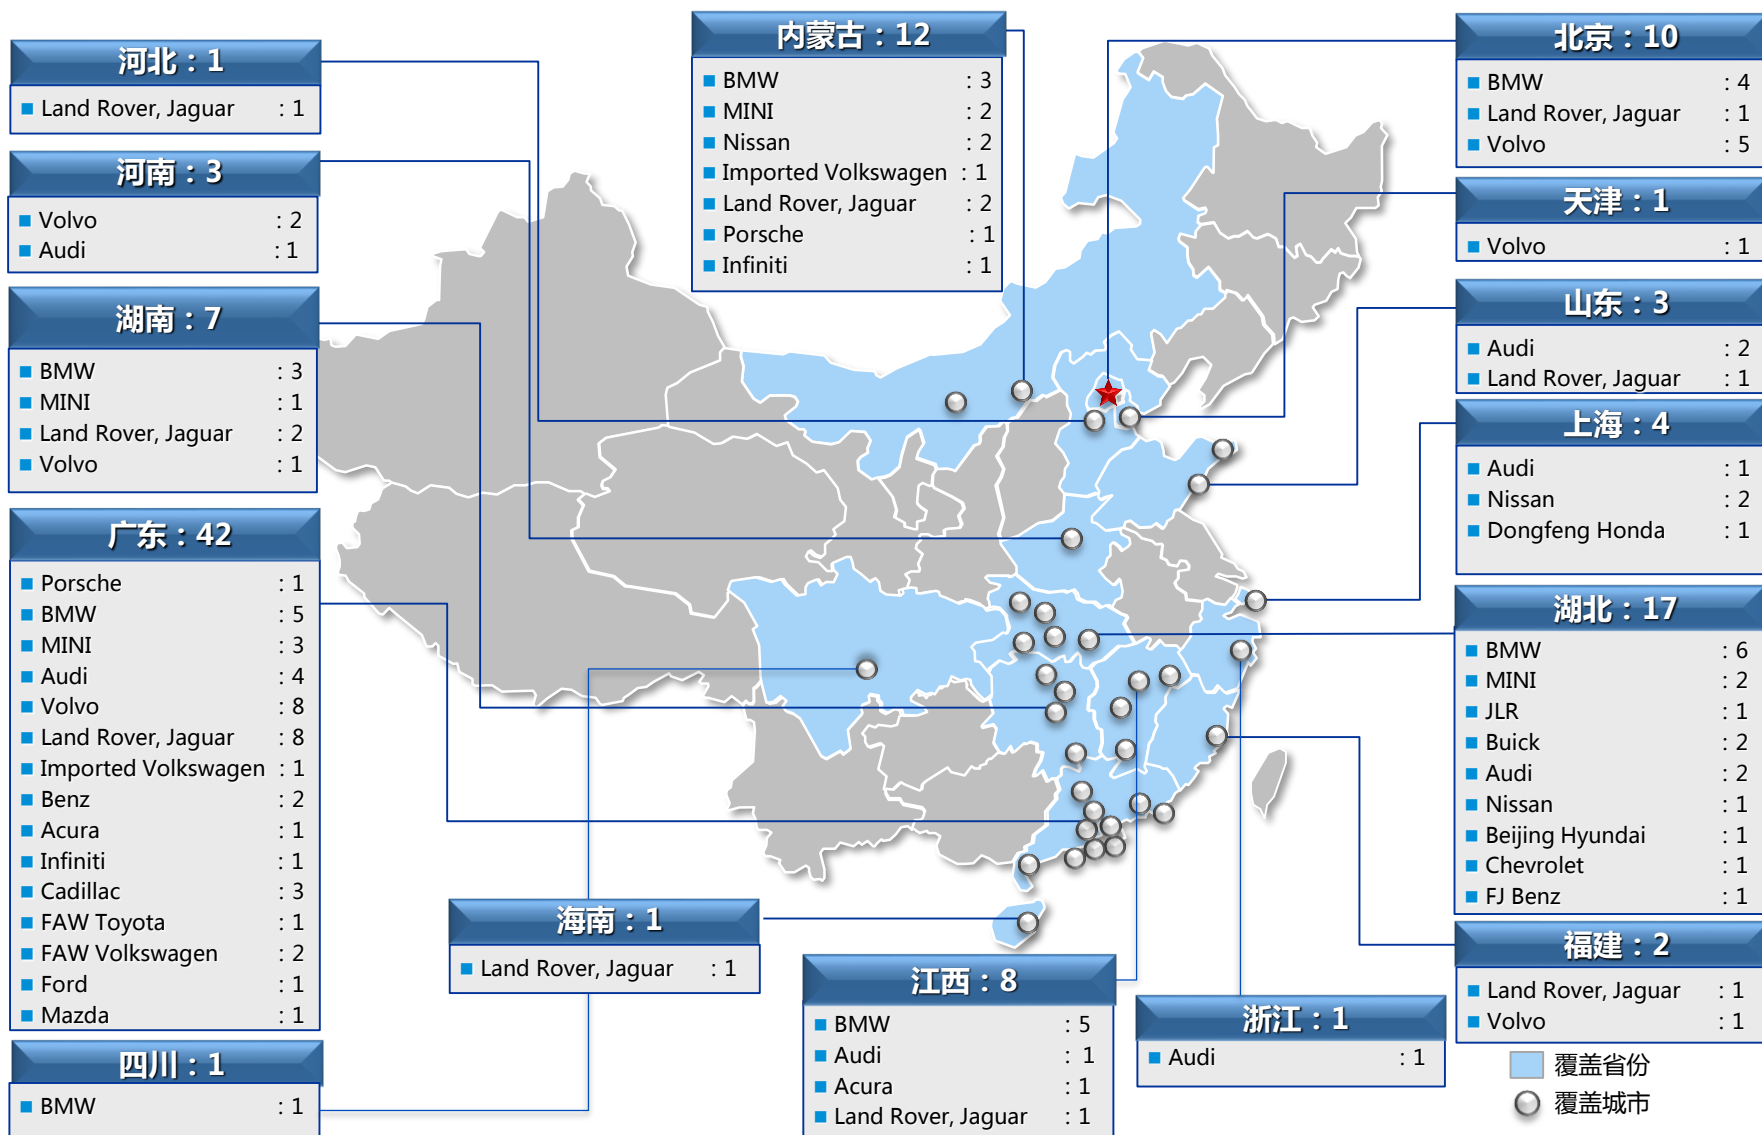 河北：1
Land Rover, Jaguar : 1
河南：3
Volvo : 2
Audi : 1
湖南：7
BMW : 3
MINI : 1
Land Rover, Jaguar : 2
Volvo : 1
广东：42
Porsche : 1
BMW : 5
MINI : 3
Audi : 4
Volvo : 8
Land Rover, Jaguar : 8
Imported Volkswagen : 1
Benz : 2
Acura : 1
Infiniti : 1
Cadillac : 3
FAW Toyota : 1
FAW Volkswagen : 2
Ford : 1
Mazda : 1
四川：1
BMW : 1
内蒙古：12
BMW : 3
MINI : 2
Nissan : 2
Imported Volkswagen : 1
Land Rover, Jaguar : 2
Porsche : 1
Infiniti : 1
海南：1
Land Rover, Jaguar : 1
江西：8
BMW : 5
Audi : 1
Acura : 1
Land Rover, Jaguar : 1
浙江：1
Audi : 1
北京：10
BMW : 4
Land Rover, Jaguar : 1
Volvo : 5
天津：1
Volvo : 1
山东：3
Audi : 2
Land Rover, Jaguar : 1
上海：4
Audi : 1
Nissan : 2
Dongfeng Honda : 1
湖北：17
BMW : 6
MINI : 2
JLR : 1
Buick : 2
Audi : 2
Nissan : 1
Beijing Hyundai : 1
Chevrolet : 1
FJ Benz : 1
福建：2
Land Rover, Jaguar : 1
Volvo : 1
覆盖省份
覆盖城市